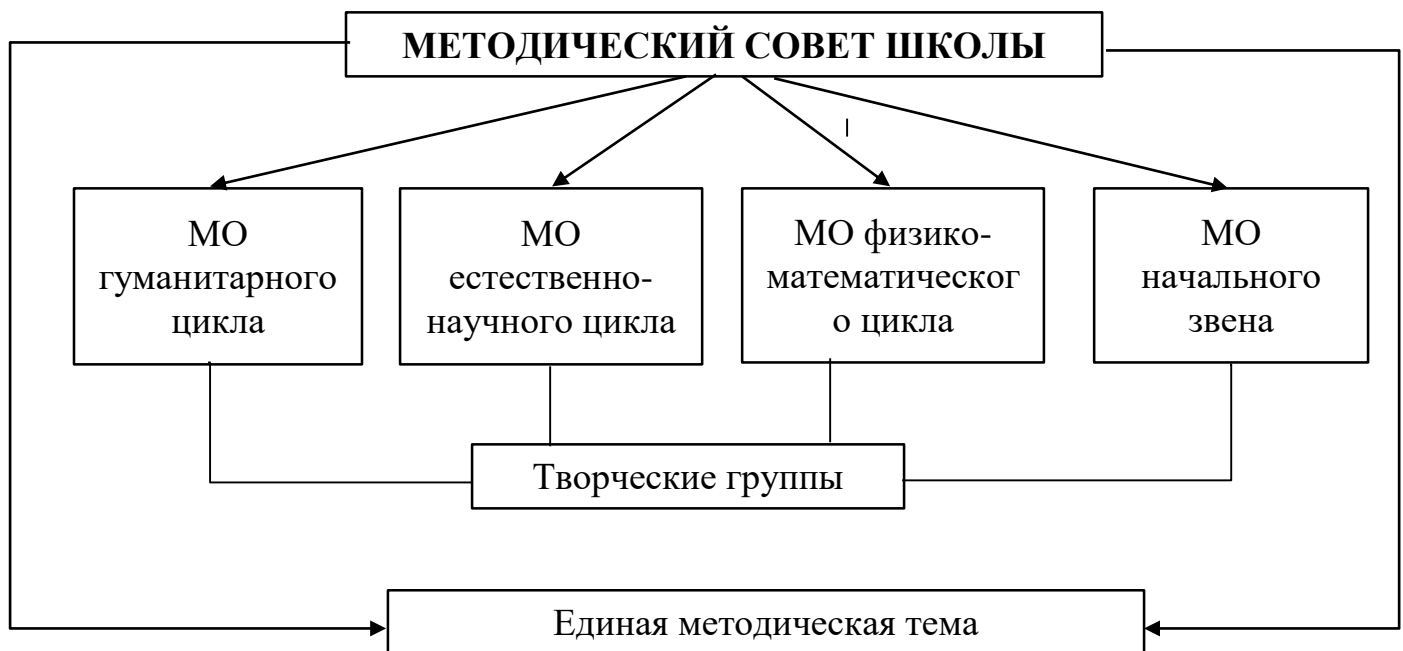 МЕТОДИЧЕСКИЙ СОВЕТ ШКОЛЫ
МО
гуманитарного
цикла
МО
естественно-
научного цикла
МО физико-
математическог
о цикла
МО
начального
звена
Творческие группы
Единая методическая тема